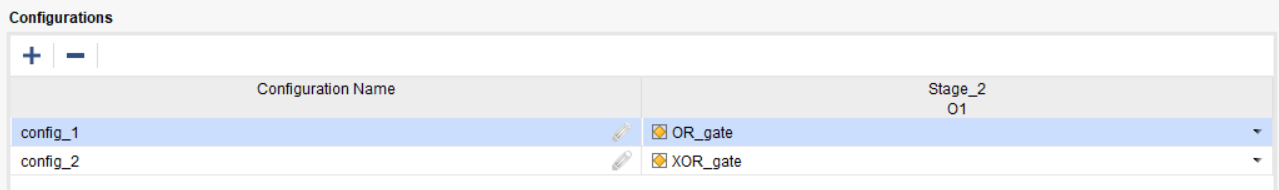 Configurations
Configuration Name
Stage_2
O1
config_1
OR_gate
config_2
XOR_gate